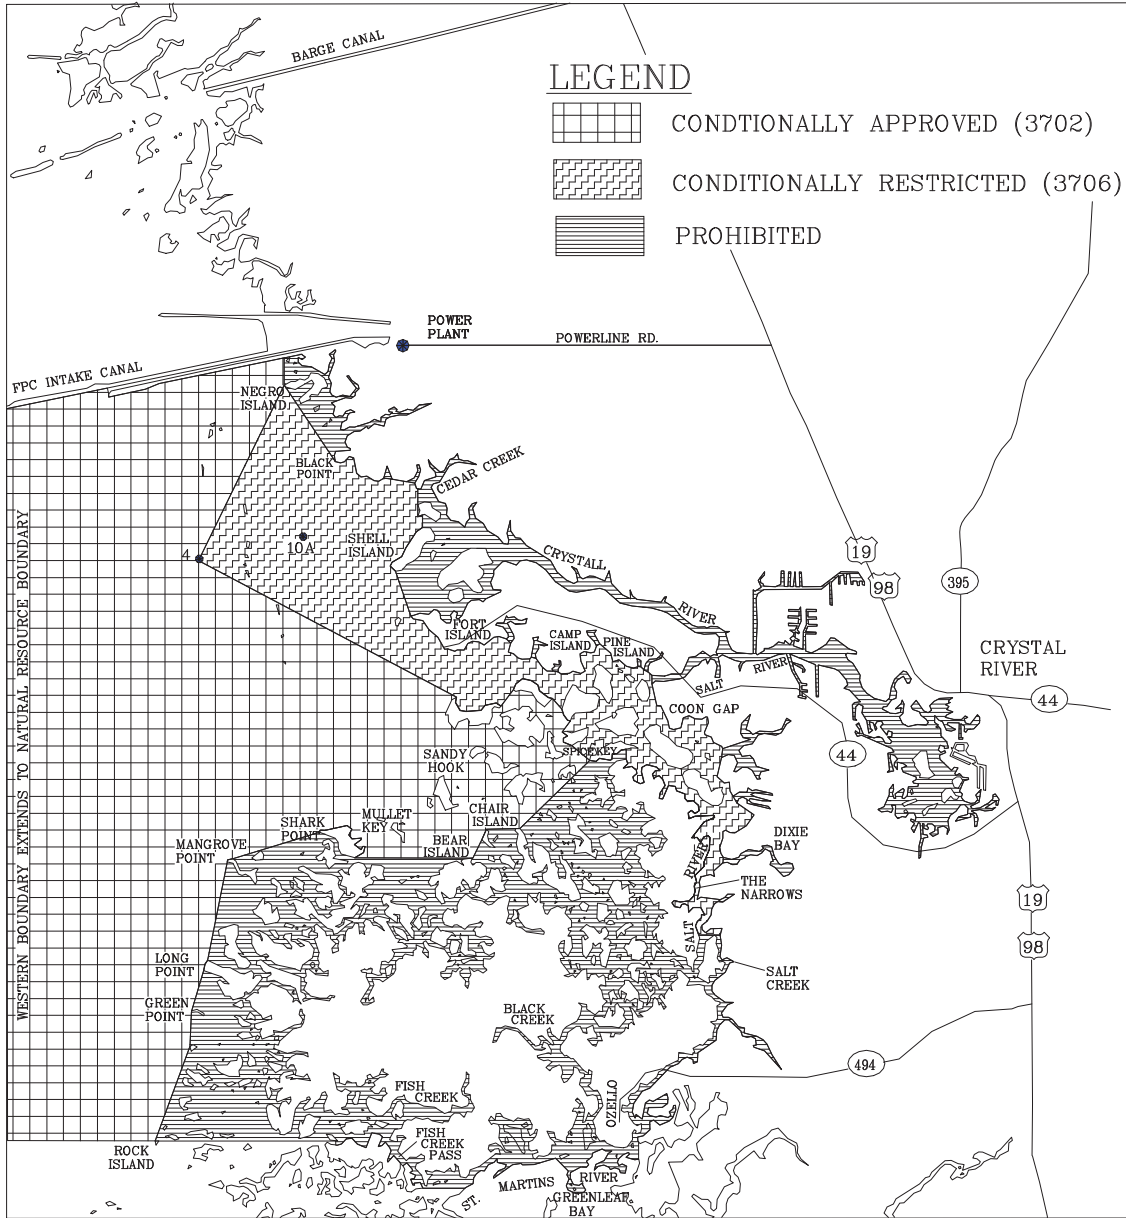 BARGE CANAL
LEGEND
CONDTIONALLY APPROVED (3702)
CONDITIONALLY RESTRICTED (3706)
PROHIBITED
POWER
PLANT
POWERLINE RD.
FPC INTAKE CANAL
NEGRO
ISLAND
BLACK
POINT
CEDAR CREEK
WESTERN BOUNDARY EXTENDS TO NATURAL RESOURCE BOUNDARY
4
10A
SHELL
ISLAND
CRYSTALL
RIVER
19
98
395
FORT
ISLAND
CAMP
ISLAND
PINE
ISLAND
SALT
RIVER
CRYSTAL
RIVER
44
COON GAP
44
SANDY
HOOK
SPICE KEY
CHAIR
ISLAND
MULLET
KEY
SHARK
POINT
BEAR
ISLAND
MANGROVE
POINT
DIXIE
BAY
RIVER
SALT
THE
NARROWS
19
98
LONG
POINT
SALT
CREEK
GREEN
POINT
BLACK
CREEK
494
FISH
CREEK
OZELLO
FISH
CREEK
PASS
ROCK
ISLAND
ST.
MARTINS
RIVER
GREENLEAF
BAY